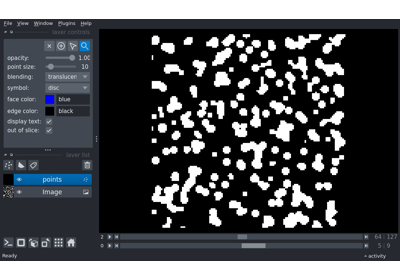 File View Window Plugins Help
layer controls
opacity: 1.00
point size: 10
blending: translucen
symbol: disc
face color: blue
edge color: black
display text:
out of slice:
layer list
points
Image
2 64 127
0 5 9
Ready activity